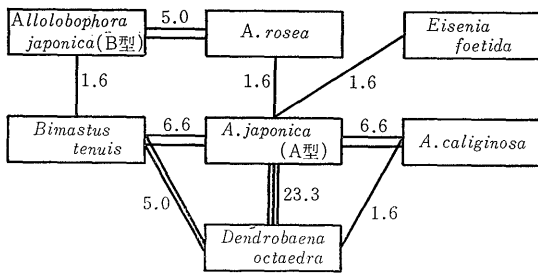 Allolobophora
japonica(B型)
5.0
A. rosea
Eisenia
foetida
1.6
1.6
1.6
Bimastus
tenuis
6.6
A. japonica
(A型)
6.6
A. caliginosa
5.0
23.3
1.6
Dendrobaena
octaedra